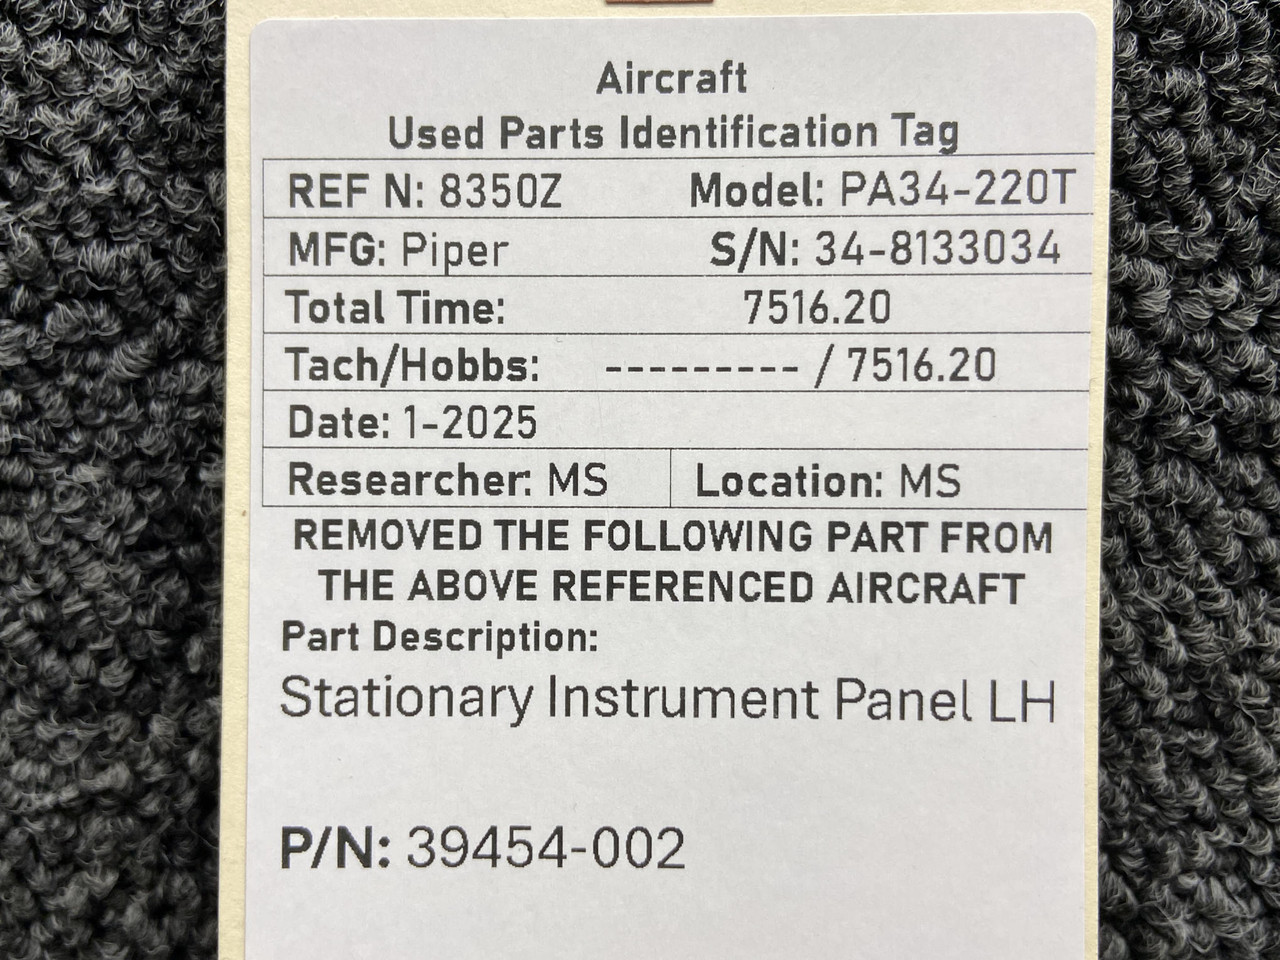 Aircraft
Used Parts Identification Tag
REF N: 8350Z Model: PA34-220T
MFG: Piper S/N: 34-8133034
Total Time: 7516.20
Tach/Hobbs: --------- / 7516.20
Date: 1-2025
Researcher: MS Location: MS
REMOVED THE FOLLOWING PART FROM
THE ABOVE REFERENCED AIRCRAFT
Part Description:
Stationary Instrument Panel LH
P/N: 39454-002